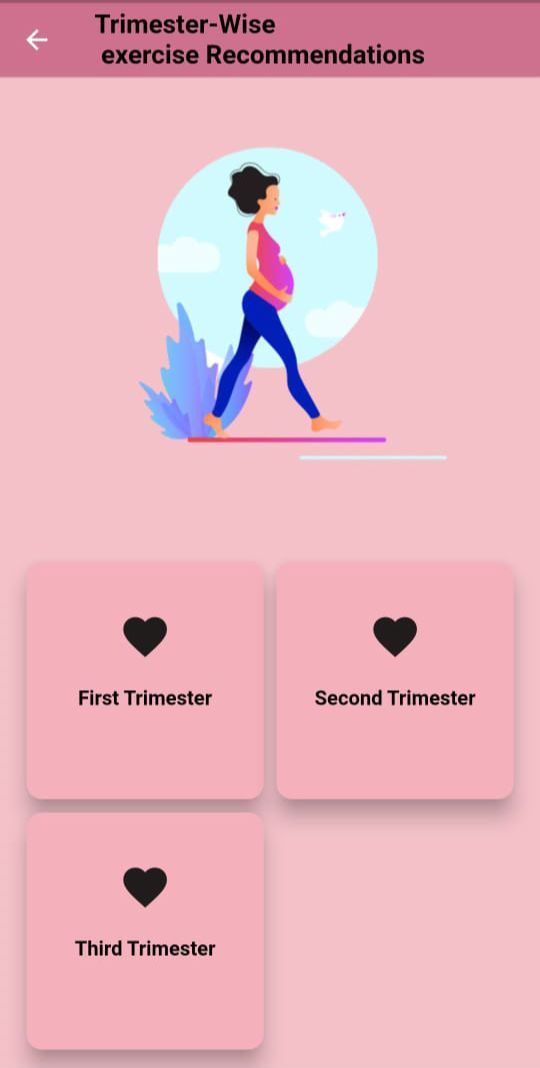 Trimester-Wise
exercise Recommendations
First Trimester
Second Trimester
Third Trimester